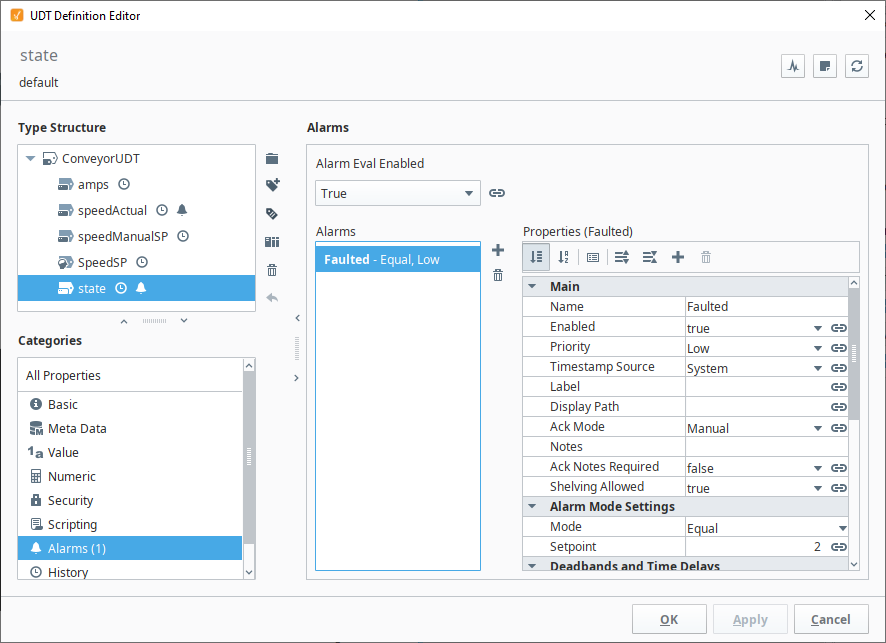 UDT Definition Editor
state
default
Type Structure
ConveyorUDT
amps
speedActual
speedManualSP
SpeedSP
state
Categories
All Properties
Basic
Meta Data
1a Value
Numeric
Security
Scripting
Alarms (1)
History
Alarms
Alarm Eval Enabled
True
Alarms
Faulted - Equal, Low
Properties (Faulted)
Main
Name Faulted
Enabled true
Priority Low
Timestamp Source System
Label
Display Path
Ack Mode Manual
Notes
Ack Notes Required false
Shelving Allowed true
Alarm Mode Settings
Mode Equal
Setpoint 2
Deadbands and Time Delays
OK Apply Cancel